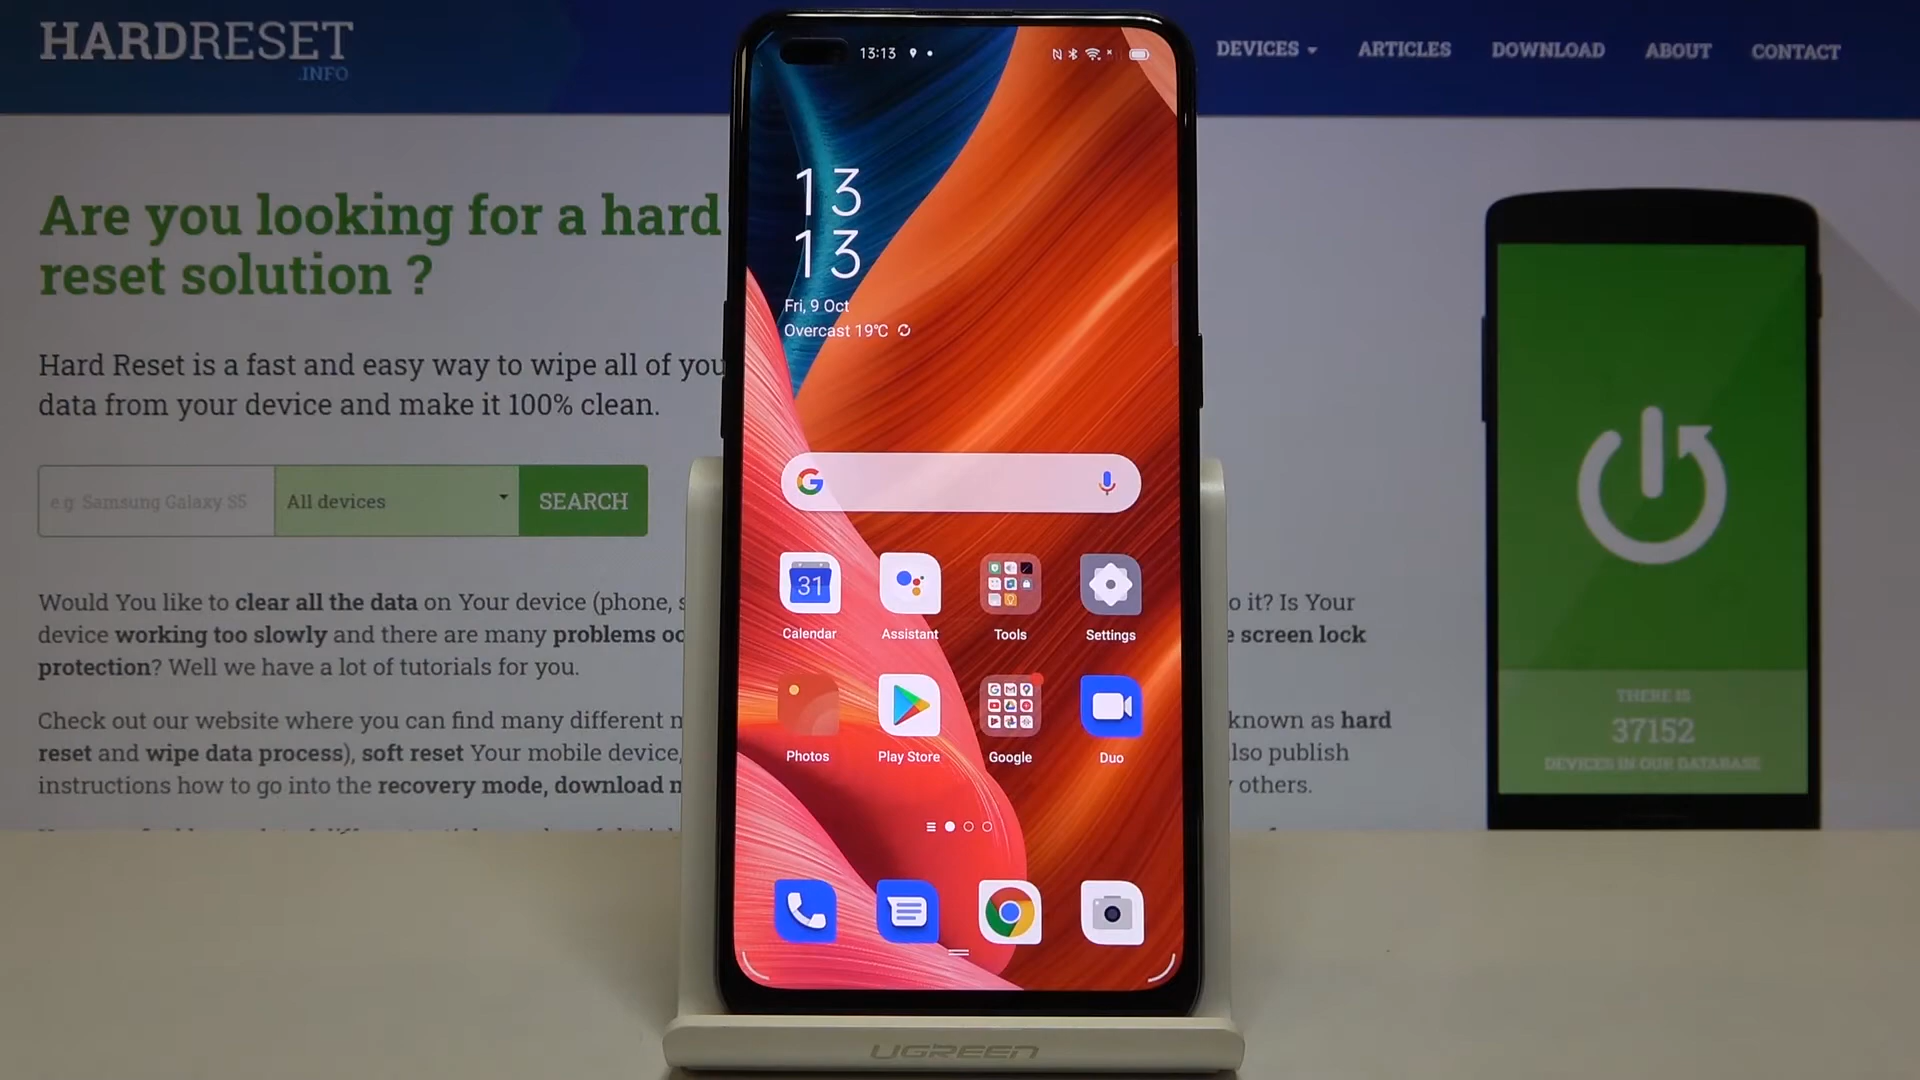 HARDRESET
.INFO
DEVICES
ARTICLES
DOWNLOAD
ABOUT
CONTACT
Are you looking for a hard
reset solution ?
Hard Reset is a fast and easy way to wipe all of you
data from your device and make it 100% clean.
e.g. Samsung Galaxy S5
All devices
SEARCH
Would You like to clear all the data on Your device (phone, s
o it? Is Your
device working too slowly and there are many problems oc
e screen lock
protection? Well we have a lot of tutorials for you.
Check out our website where you can find many different m
known as hard
reset and wipe data process), soft reset Your mobile device,
lso publish
instructions how to go into the recovery mode, download m
others.
13:13
13
13
Fri, 9 Oct
Overcast 19℃
31
Calendar
Assistant
Tools
Settings
Photos
Play Store
Google
Duo
THERE IS
37152
DEVICES IN OUR DATABASE
UGREEN